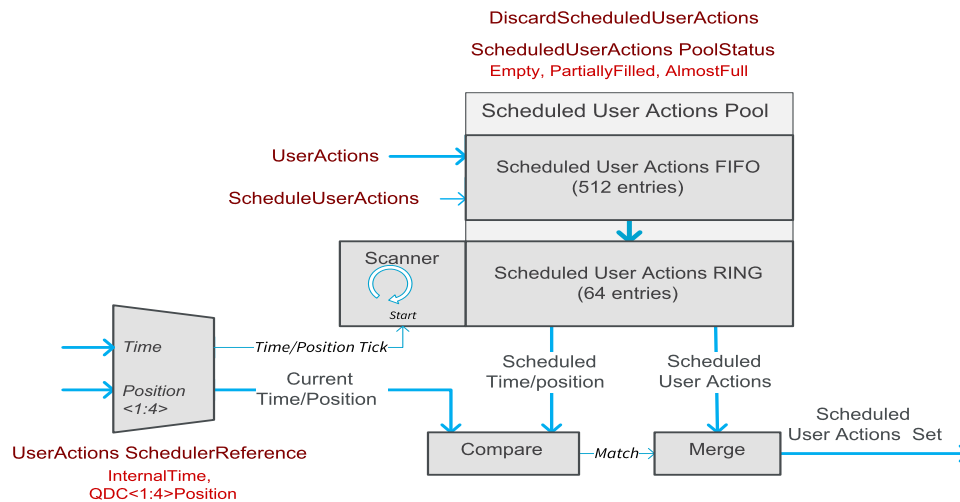 DiscardScheduledUserActions
ScheduledUserActions PoolStatus
Empty, PartiallyFilled, AlmostFull
Scheduled User Actions Pool
UserActions
Scheduled User Actions FIFO
(512 entries)
ScheduleUserActions
Scanner
Start
Scheduled User Actions RING
(64 entries)
Time
Time/Position Tick
Position
<1:4>
Current
Time/Position
Scheduled
Time/position
Scheduled
User Actions
UserActions SchedulerReference
InternalTime,
QDC<1:4>Position
Compare
Match
Merge
Scheduled
User Actions Set